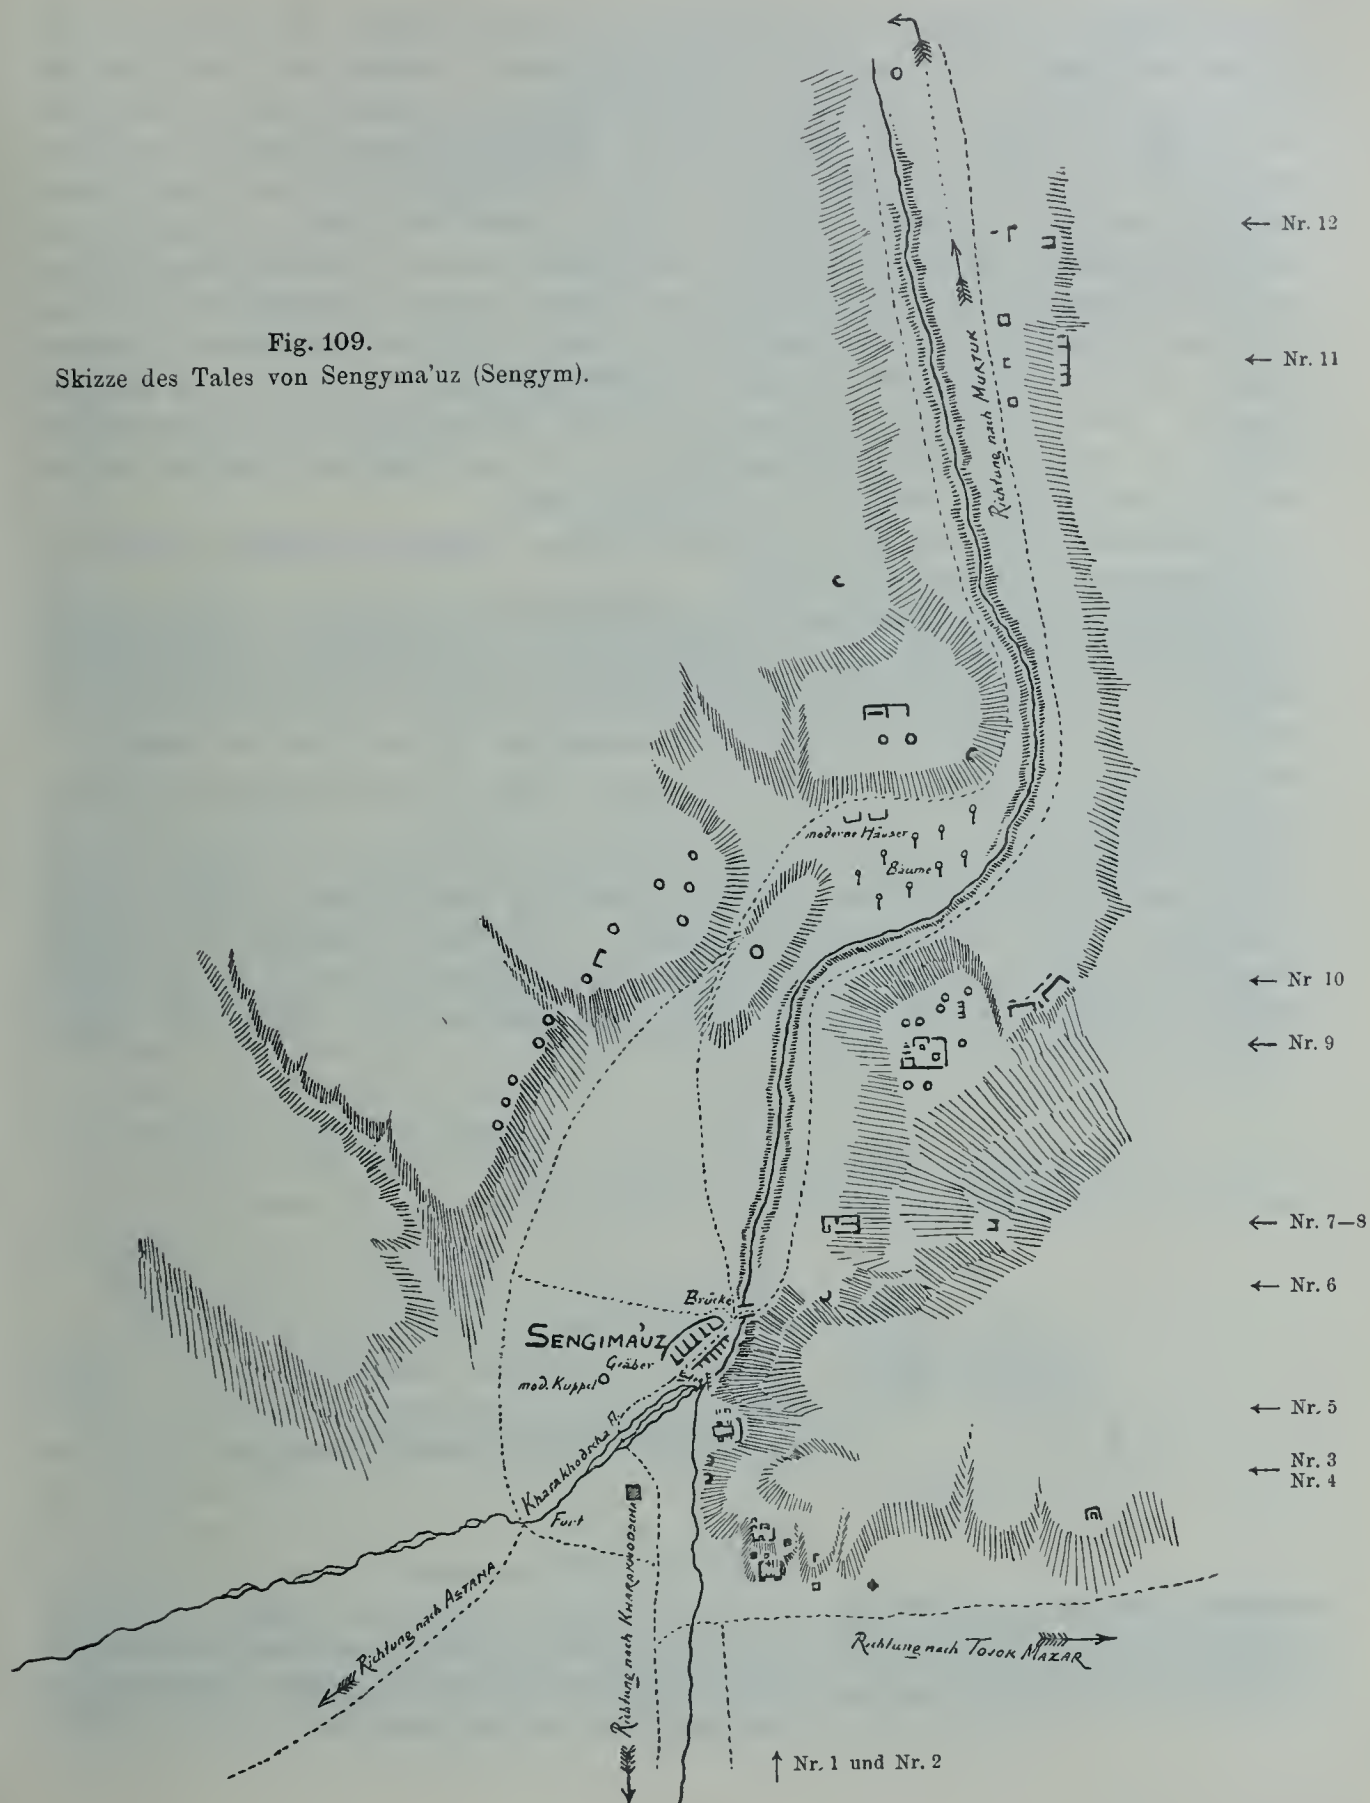 Fig. 109.
Skizze des Tales von Sengyma'uz (Sengym).
← Nr. 12
← Nr. 11
Richtung nach MURTUK
moderne Häuser
Bäume
← Nr 10
← Nr. 9
← Nr. 7—8
← Nr. 6
Brücke
SENGIMA'UZ
Gräber
mod. Kuppel
← Nr. 5
← Nr. 3
Nr. 4
Kharakhodscha A.
Furt
Richtung nach ASTANA
Richtung nach KHARAKHODSCHA
Richtung nach TOJOK MAZAR
↑ Nr. 1 und Nr. 2